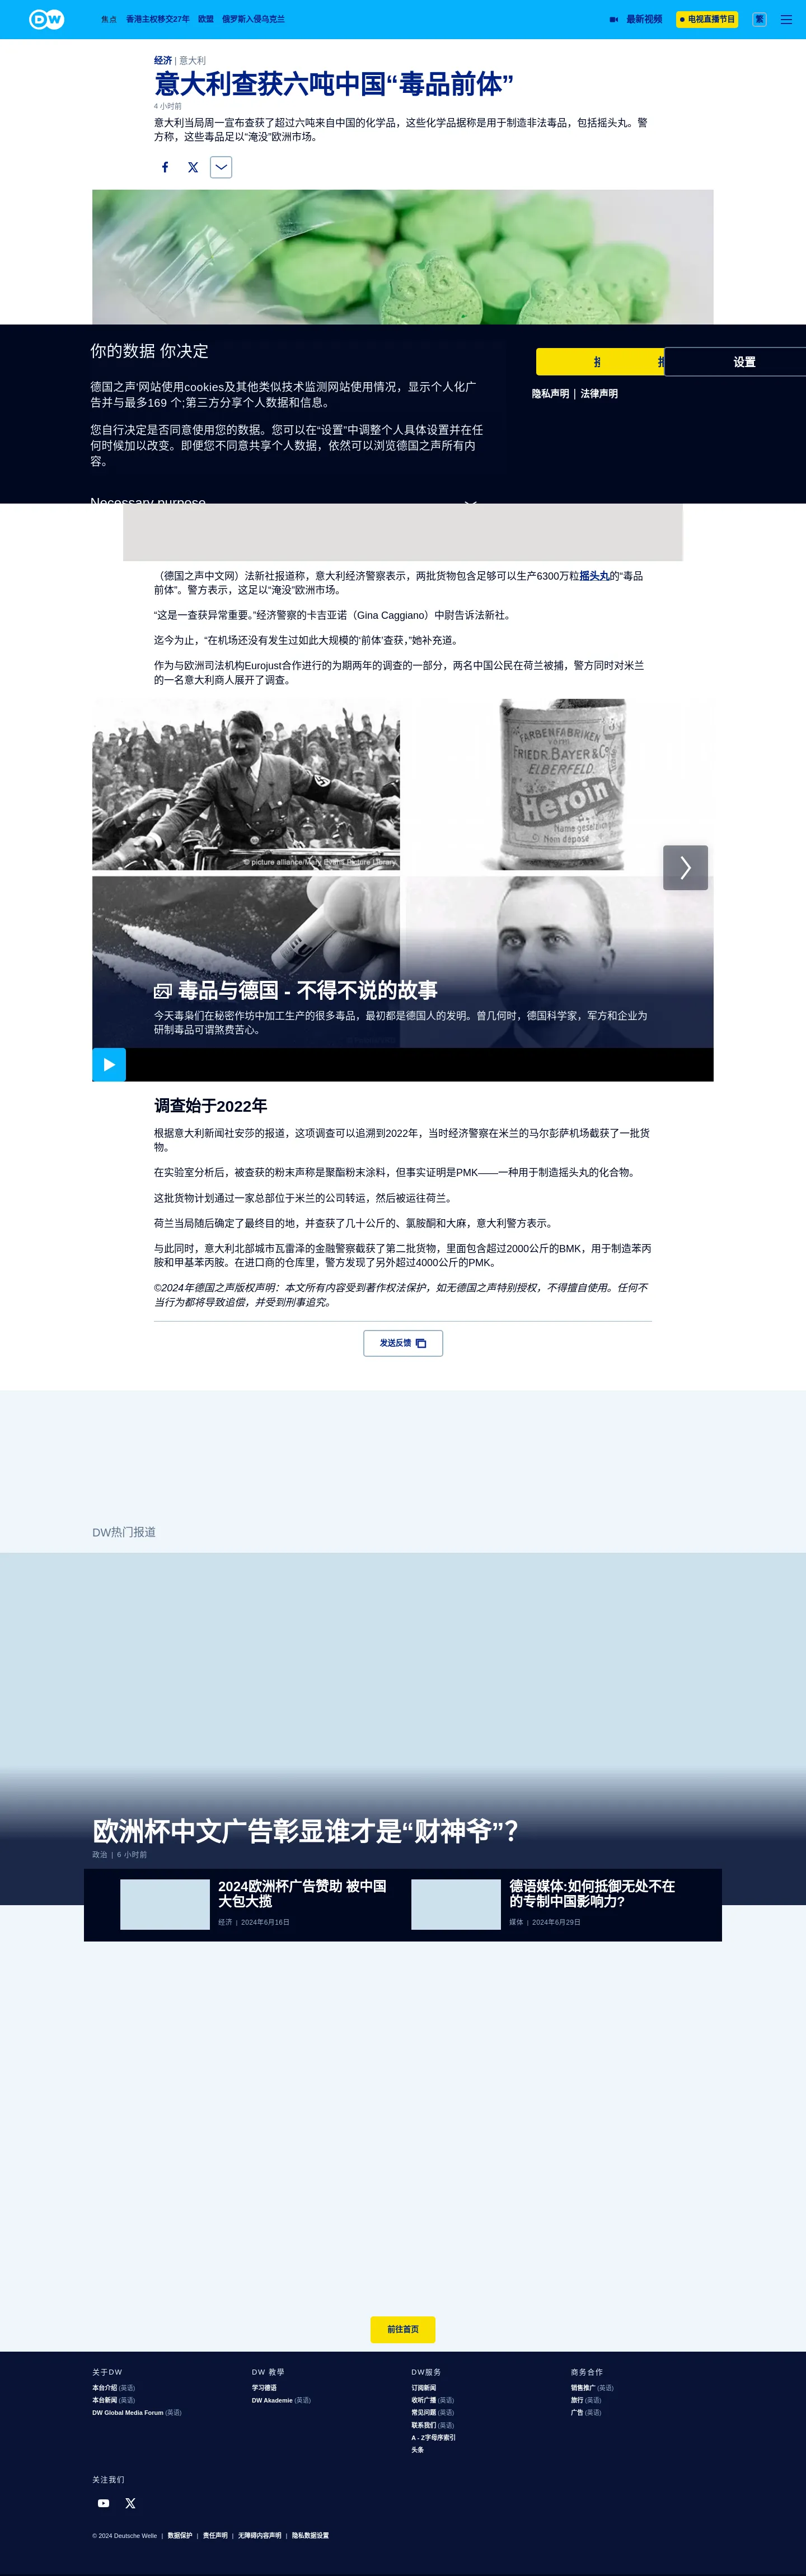 DW
焦点 香港主权移交27年 欧盟 俄罗斯入侵乌克兰 最新视频 电视直播节目 繁
经济 | 意大利
意大利查获六吨中国“毒品前体”
4 小时前
意大利当局周一宣布查获了超过六吨来自中国的化学品，这些化学品据称是用于制造非法毒品，包括摇头丸。警
方称，这些毒品足以“淹没”欧洲市场。
你的数据 你决定
设置
德国之声'网站使用cookies及其他类似技术监测网站使用情况，显示个人化广
告并与最多169 个;第三方分享个人数据和信息。
隐私声明 | 法律声明
您自行决定是否同意使用您的数据。您可以在“设置”中调整个人具体设置并在任
何时候加以改变。即便您不同意共享个人数据，依然可以浏览德国之声所有内
容。
Necessary purpose
（德国之声中文网）法新社报道称，意大利经济警察表示，两批货物包含足够可以生产6300万粒摇头丸的“毒品
前体”。警方表示，这足以“淹没”欧洲市场。
“这是一查获异常重要。”经济警察的卡吉亚诺（Gina Caggiano）中尉告诉法新社。
迄今为止，“在机场还没有发生过如此大规模的‘前体’查获，”她补充道。
作为与欧洲司法机构Eurojust合作进行的为期两年的调查的一部分，两名中国公民在荷兰被捕，警方同时对米兰
的一名意大利商人展开了调查。
FARBENFABRIKEN
FRIEDR. BAYER & Co.
ELBERFELD.
Heroin
Name gesetzlich
Nom déposé
© picture alliance/Mary Evans Picture Library
毒品与德国 - 不得不说的故事
今天毒枭们在秘密作坊中加工生产的很多毒品，最初都是德国人的发明。曾几何时，德国科学家，军方和企业为
研制毒品可谓煞费苦心。
调查始于2022年
根据意大利新闻社安莎的报道，这项调查可以追溯到2022年，当时经济警察在米兰的马尔彭萨机场截获了一批货
物。
在实验室分析后，被查获的粉末声称是聚酯粉末涂料，但事实证明是PMK——一种用于制造摇头丸的化合物。
这批货物计划通过一家总部位于米兰的公司转运，然后被运往荷兰。
荷兰当局随后确定了最终目的地，并查获了几十公斤的、氯胺酮和大麻，意大利警方表示。
与此同时，意大利北部城市瓦雷泽的金融警察截获了第二批货物，里面包含超过2000公斤的BMK，用于制造苯丙
胺和甲基苯丙胺。在进口商的仓库里，警方发现了另外超过4000公斤的PMK。
©2024年德国之声版权声明：本文所有内容受到著作权法保护，如无德国之声特别授权，不得擅自使用。任何不
当行为都将导致追偿，并受到刑事追究。
发送反馈
DW热门报道
欧洲杯中文广告彰显谁才是“财神爷”？
政治 | 6 小时前
2024欧洲杯广告赞助 被中国
大包大揽
经济 | 2024年6月16日
德语媒体:如何抵御无处不在
的专制中国影响力?
媒体 | 2024年6月29日
前往首页
关于DW
本台介绍 (英语)
本台新闻 (英语)
DW Global Media Forum (英语)
DW 教學
学习德语
DW Akademie (英语)
DW服务
订阅新闻
收听广播 (英语)
常见问题 (英语)
联系我们 (英语)
A - Z字母序索引
头条
商务合作
销售推广 (英语)
旅行 (英语)
广告 (英语)
关注我们
© 2024 Deutsche Welle | 数据保护 | 责任声明 | 无障碍内容声明 | 隐私数据设置